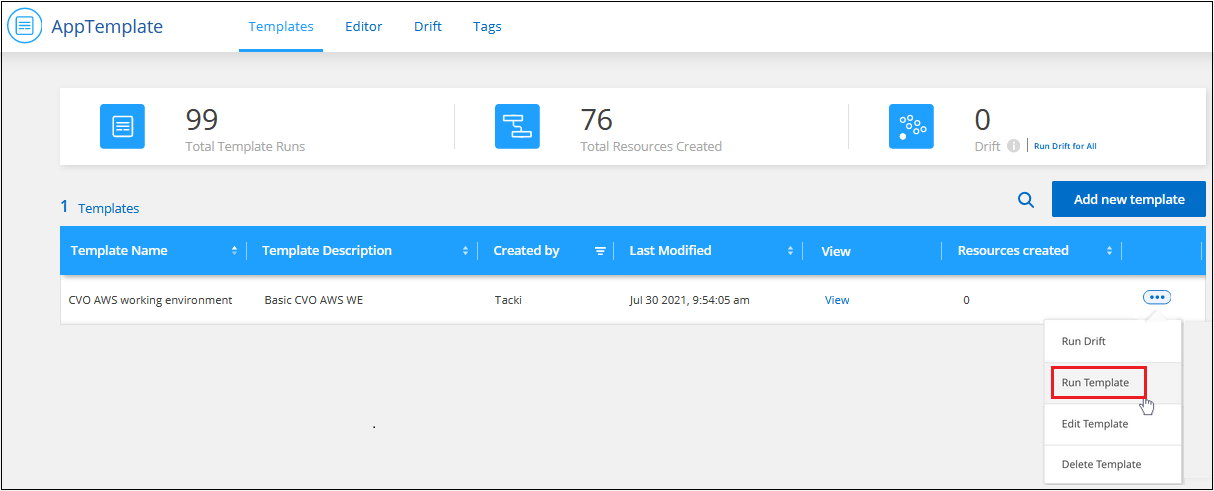 AppTemplate Templates Editor Drift Tags
99 76 0
Total Template Runs Total Resources Created Drift i Run Drift for All
1 Templates Add new template
Template Name Template Description Created by Last Modified View Resources created
CVO AWS working environment Basic CVO AWS WE Tacki Jul 30 2021, 9:54:05 am View 0
Run Drift
Run Template
Edit Template
Delete Template